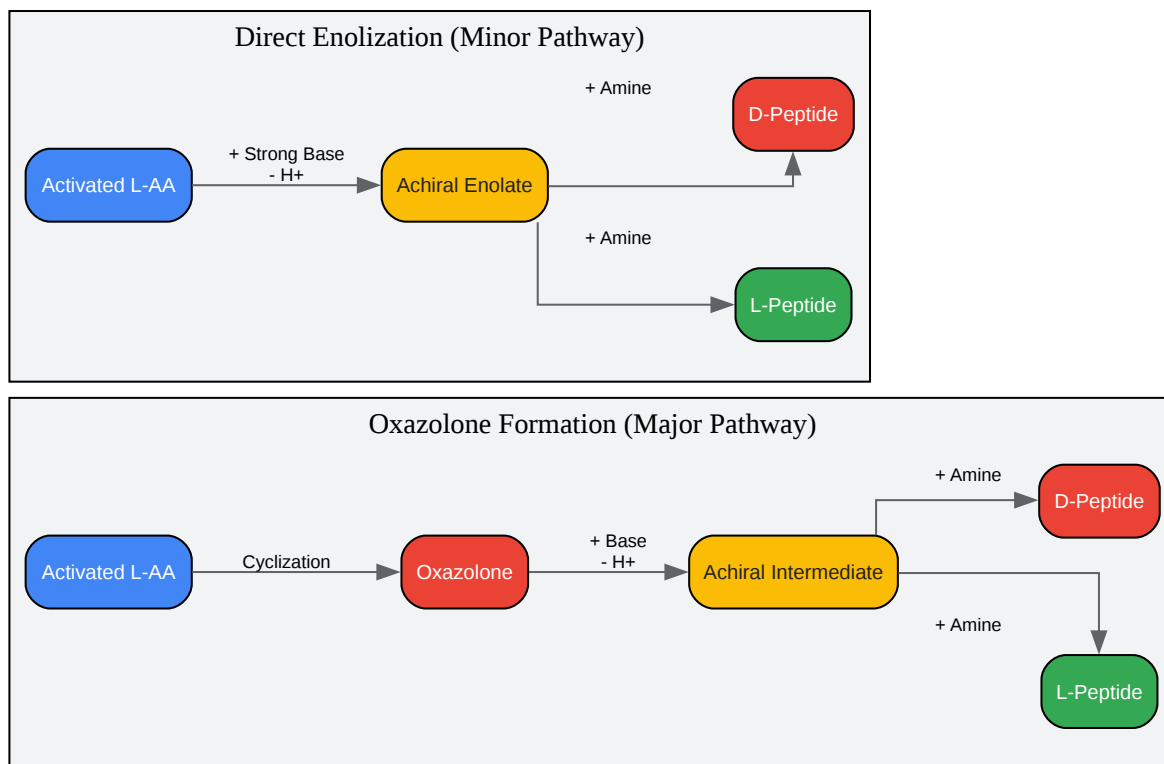 Direct Enolization (Minor Pathway)
+ Amine
D-Peptide
+ Strong Base
- H+
Activated L-AA
Achiral Enolate
+ Amine
L-Peptide
Oxazolone Formation (Major Pathway)
+ Amine
D-Peptide
+ Base
- H+
Activated L-AA
Cyclization
Oxazolone
Achiral Intermediate
+ Amine
L-Peptide